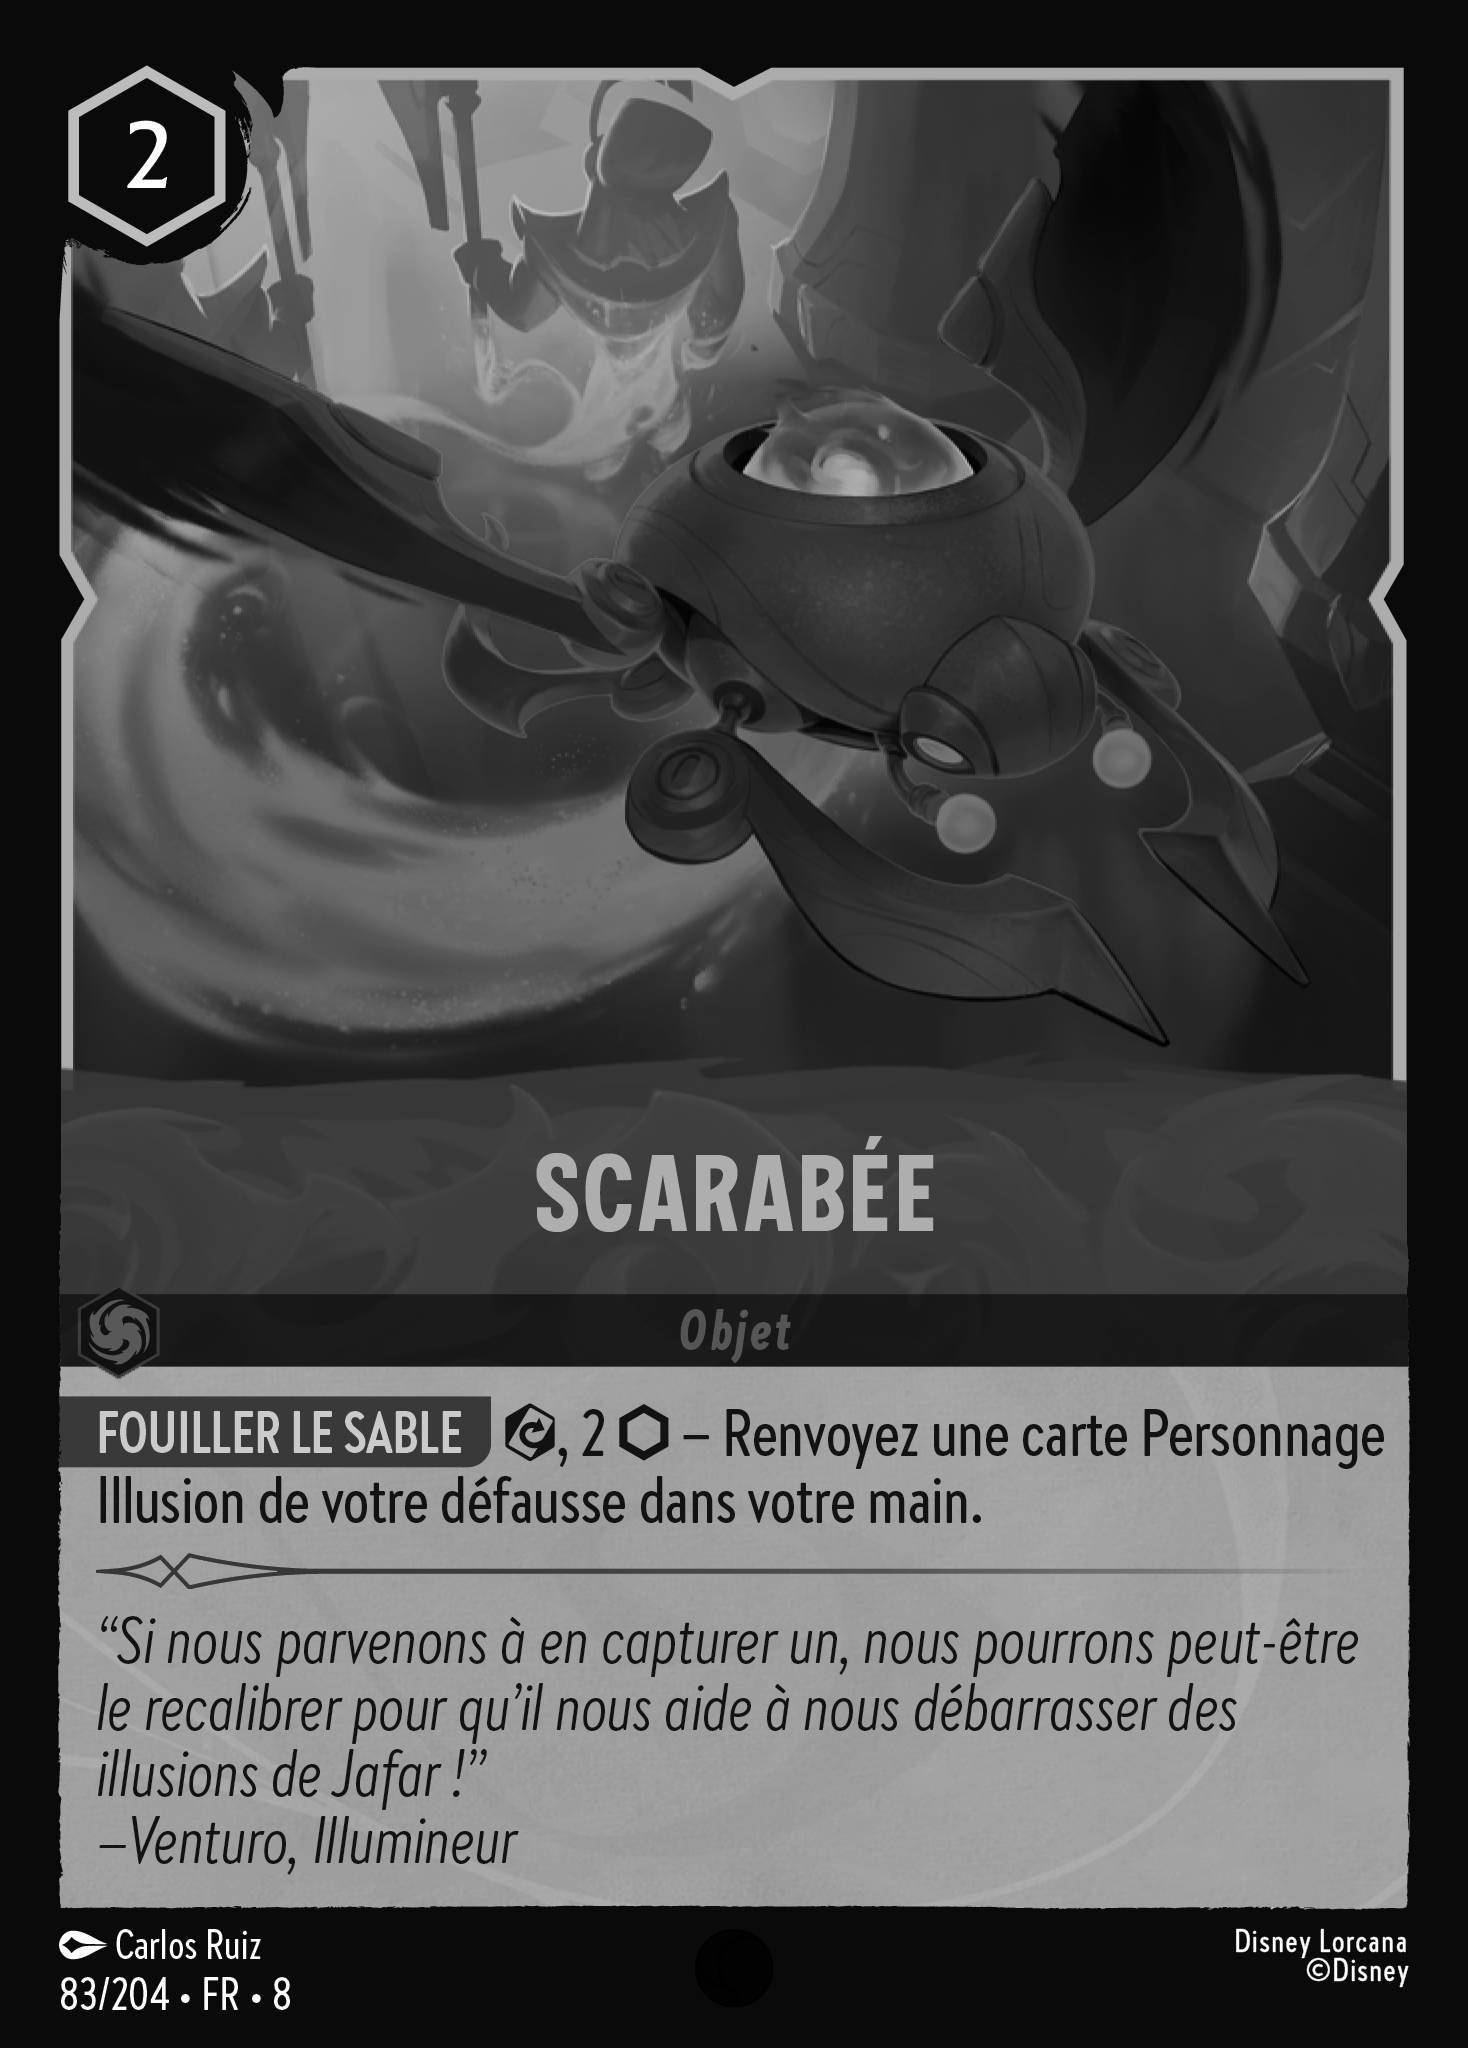 2
SCARABÉE
Objet
FOUILLER LE SABLE , 2 – Renvoyez une carte Personnage
Illusion de votre défausse dans votre main.
“Si nous parvenons à en capturer un, nous pourrons peut-être
le recalibrer pour qu’il nous aide à nous débarrasser des
illusions de Jafar !”
–Venturo, Illumineur
Carlos Ruiz
83/204 • FR • 8
Disney Lorcana
©Disney